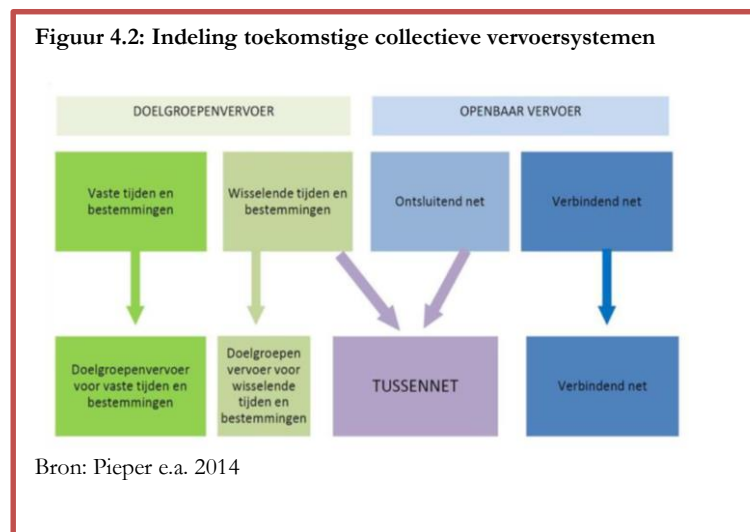 Figuur 4.2: Indeling toekomstige collectieve vervoersystemen
DOELGROEPENVERVOER
OPENBAAR VERVOER
Vaste tijden en
bestemmingen
Wisselende tijden en
bestemmingen
Ontsluitend net
Verbindend net
Doelgroepenvervoer
voor vaste tijden en
bestemmingen
Doelgroepen
vervoer voor
wisselende
tijden en
bestemmingen
TUSSENNET
Verbindend net
Bron: Pieper e.a. 2014